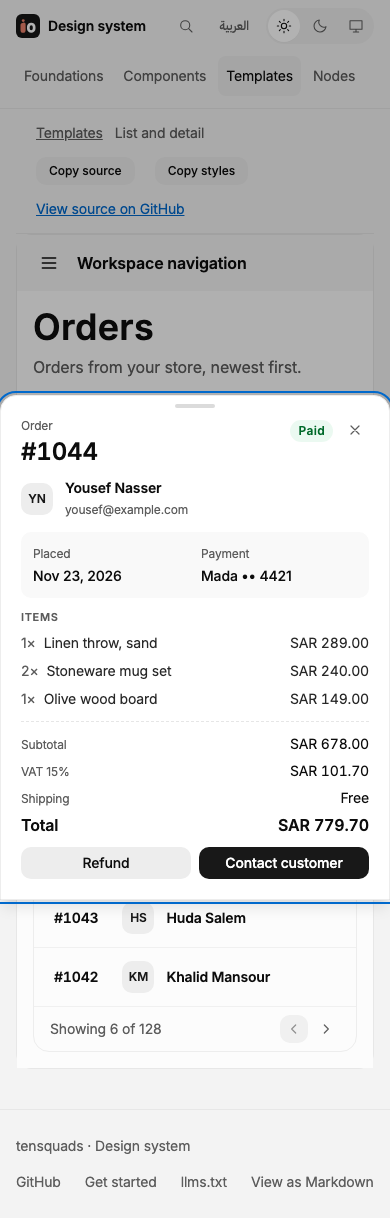 io Design system العربية
Foundations Components Templates Nodes
Templates List and detail
Copy source Copy styles
View source on GitHub
Workspace navigation
Orders
Orders from your store, newest first.
Order
Paid
#1044
YN
Yousef Nasser
yousef@example.com
Placed Payment
Nov 23, 2026 Mada •• 4421
ITEMS
1× Linen throw, sand SAR 289.00
2× Stoneware mug set SAR 240.00
1× Olive wood board SAR 149.00
Subtotal SAR 678.00
VAT 15% SAR 101.70
Shipping Free
Total SAR 779.70
Refund Contact customer
#1043 HS Huda Salem
#1042 KM Khalid Mansour
Showing 6 of 128
tensquads · Design system
GitHub Get started llms.txt View as Markdown